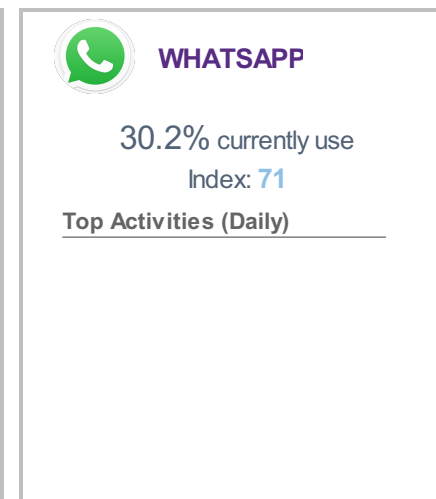 WHATSAPP
30.2% currently use
Index: 71
Top Activities (Daily)